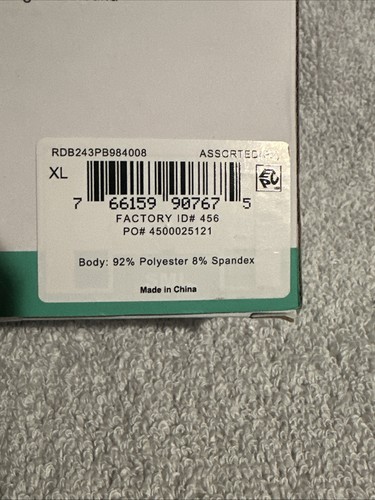 RDB243PB984008 ASSORTED
XL
7 66159 90767 5
FACTORY ID# 456
PO# 4500025121
Body: 92% Polyester 8% Spandex
Made in China